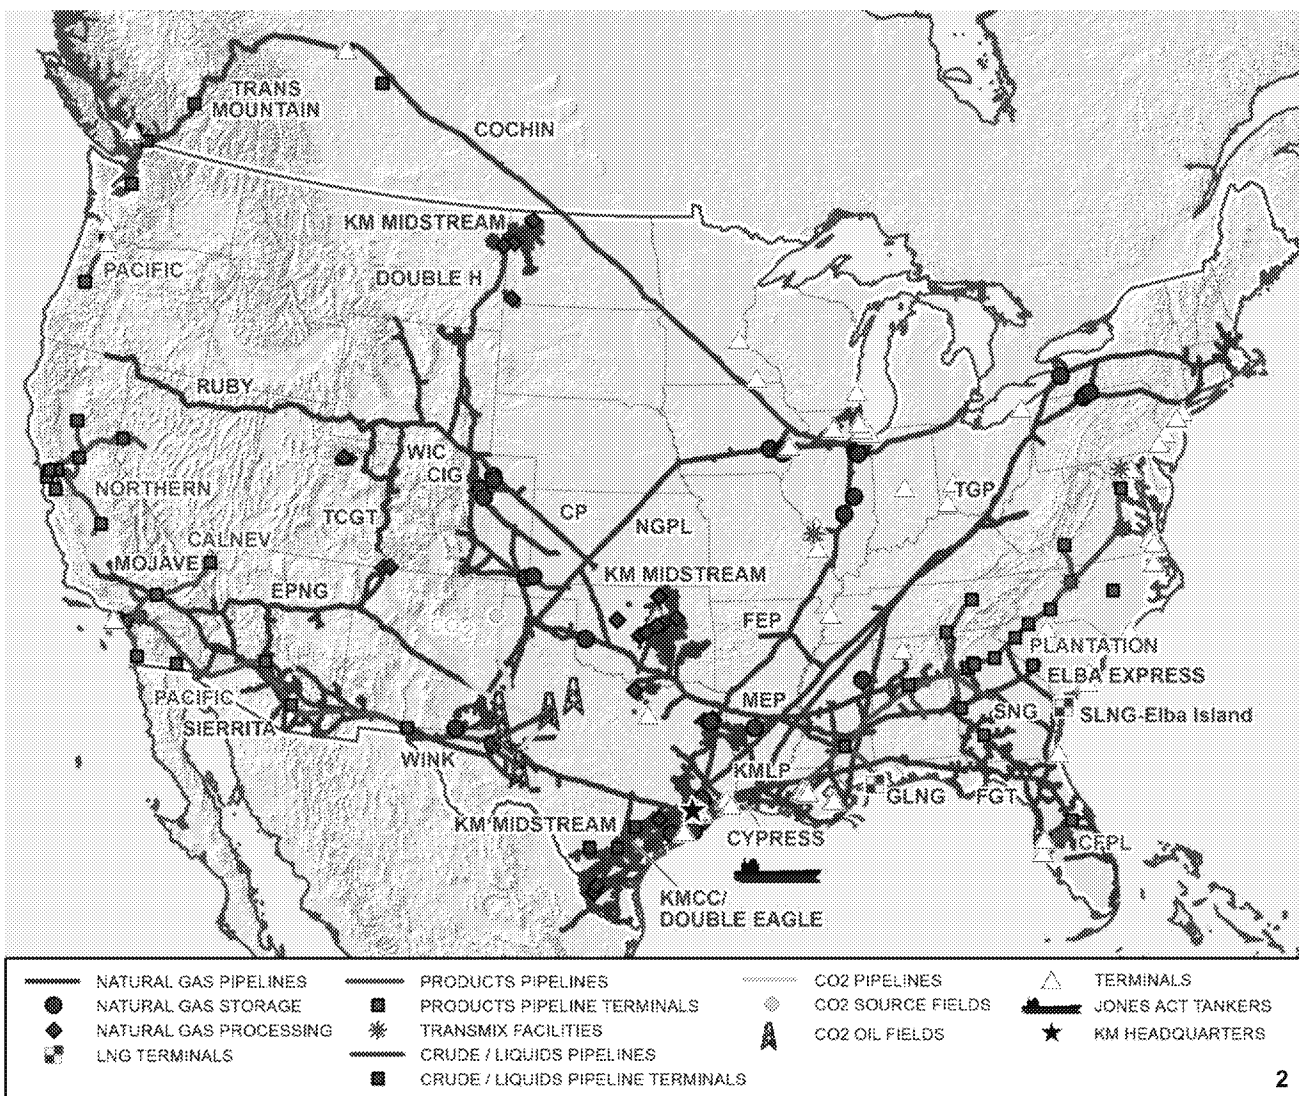 TRANS
MOUNTAIN
COCHIN
KM MIDSTREAM
PACIFIC
DOUBLE H
RUBY
WIC
CIG
NORTHERN
TCGT
CP
NGPL
TGP
CALNEV
MOJAVE
EPNG
KM MIDSTREAM
FEP
PLANTATION
ELBA EXPRESS
PACIFIC
SIERRITA
MEP
SNG
SLNG-Elba Island
WINK
KMLP
GLNG
FGT
KM MIDSTREAM
CYPRESS
CFPL
KMCC/
DOUBLE EAGLE
NATURAL GAS PIPELINES
NATURAL GAS STORAGE
NATURAL GAS PROCESSING
LNG TERMINALS
PRODUCTS PIPELINES
PRODUCTS PIPELINE TERMINALS
TRANSMIX FACILITIES
CRUDE / LIQUIDS PIPELINES
CRUDE / LIQUIDS PIPELINE TERMINALS
CO2 PIPELINES
CO2 SOURCE FIELDS
CO2 OIL FIELDS
TERMINALS
JONES ACT TANKERS
KM HEADQUARTERS
2